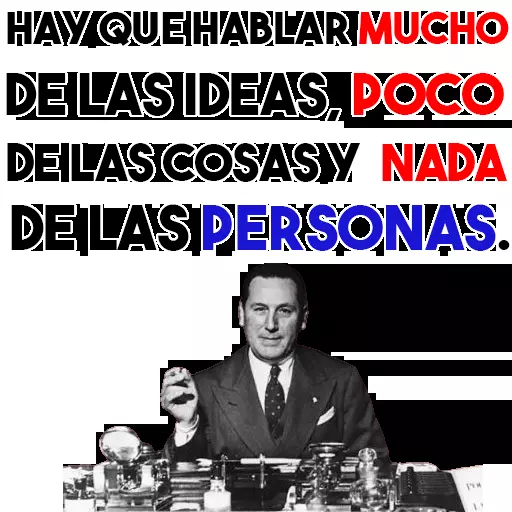 HAY QUE HABLAR MUCHO
DE LAS IDEAS, POCO
DE LAS COSAS Y NADA
DE LAS PERSONAS.